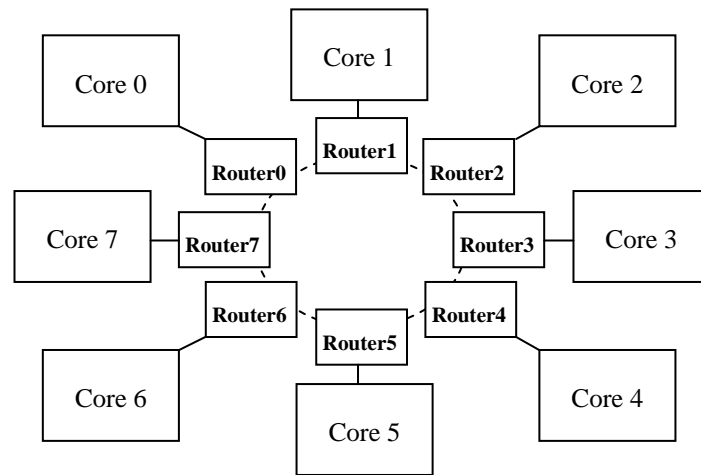 Core 0
Core 1
Core 2
Router0
Router1
Router2
Core 7
Router7
Router3
Core 3
Router6
Router5
Router4
Core 6
Core 5
Core 4